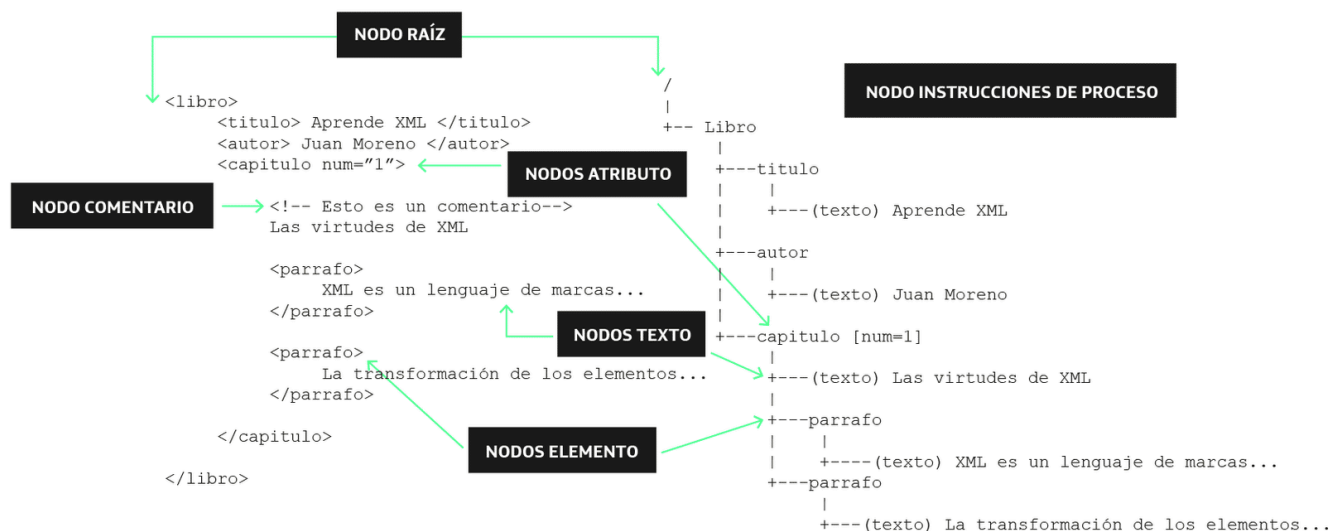 NODO RAÍZ
NODO INSTRUCCIONES DE PROCESO
<libro>
<titulo> Aprende XML </titulo>
<autor> Juan Moreno </autor>
<capitulo num=”1”>
NODOS ATRIBUTO
NODO COMENTARIO
<!-- Esto es un comentario-->
Las virtudes de XML
<parrafo>
XML es un lenguaje de marcas...
</parrafo>
NODOS TEXTO
<parrafo>
La transformación de los elementos...
</parrafo>
</capitulo>
NODOS ELEMENTO
</libro>
/
|
+-- Libro
|
+---titulo
| |
| +---(texto) Aprende XML
|
+---autor
| |
| +---(texto) Juan Moreno
|
+---capitulo [num=1]
|
+---(texto) Las virtudes de XML
|
+---parrafo
| |
| +----(texto) XML es un lenguaje de marcas...
+---parrafo
|
+---(texto) La transformación de los elementos...